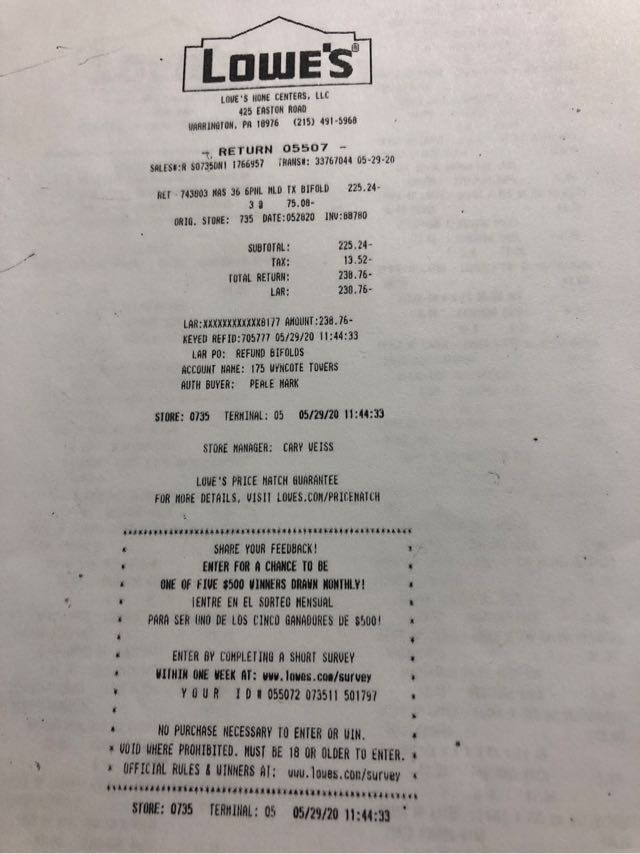 LOWE'S®
LOWE'S HOME CENTERS, LLC
425 EASTON ROAD
WARRINGTON, PA 18976 (215) 491-5968
- RETURN 05507 -
SALES#:R S0735DN1 1766957 TRANS#: 33767044 05-29-20
RET 743803 MAS 36 6PNL MLD TX BIFOLD 225.24-
3 @ 75.08-
ORIG. STORE: 735 DATE:052820 INV:88780
SUBTOTAL: 225.24-
TAX: 13.52-
TOTAL RETURN: 238.76-
LAR: 238.76-
LAR:XXXXXXXXXXXX8177 AMOUNT:238.76-
KEYED REFID:705777 05/29/20 11:44:33
LAR PO: REFUND BIFOLDS
ACCOUNT NAME: 175 WYNCOTE TOWERS
AUTH BUYER: PEALE MARK
STORE: 0735 TERMINAL: 05 05/29/20 11:44:33
STORE MANAGER: CARY WEISS
LOWE'S PRICE MATCH GUARANTEE
FOR MORE DETAILS, VISIT LOWES.COM/PRICEMATCH
SHARE YOUR FEEDBACK!
ENTER FOR A CHANCE TO BE
ONE OF FIVE $500 WINNERS DRAWN MONTHLY!
¡ENTRE EN EL SORTEO MENSUAL
PARA SER UNO DE LOS CINCO GANADORES DE $500!
ENTER BY COMPLETING A SHORT SURVEY
WITHIN ONE WEEK AT: www.lowes.com/survey
Y O U R I D # 055072 073511 501797
NO PURCHASE NECESSARY TO ENTER OR WIN.
VOID WHERE PROHIBITED. MUST BE 18 OR OLDER TO ENTER.
OFFICIAL RULES & WINNERS AT: www.lowes.com/survey
STORE: 0735 TERMINAL: 05 05/29/20 11:44:33